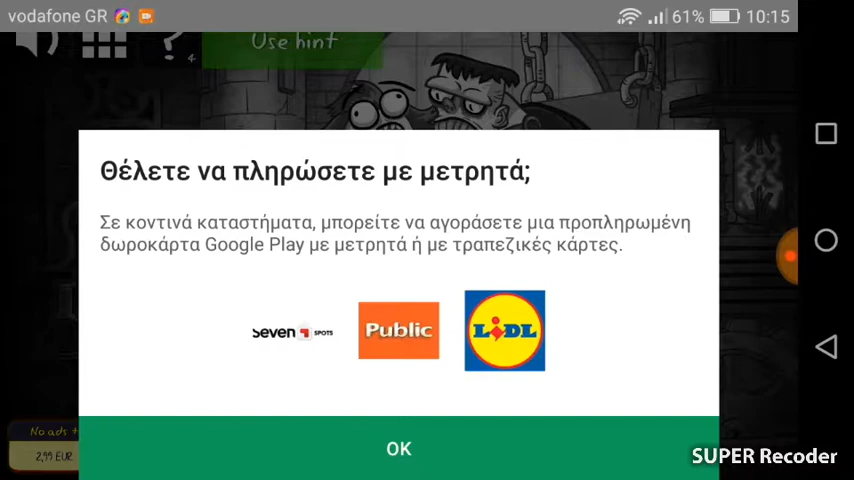 vodafone GR 61% 10:15
Use hint
4
Θέλετε να πληρώσετε με μετρητά;
Σε κοντινά καταστήματα, μπορείτε να αγοράσετε μια προπληρωμένη
δωροκάρτα Google Play με μετρητά ή με τραπεζικές κάρτες.
seven SPOTS Public LIDL
No ads
2,99 EUR
OK
SUPER Recoder